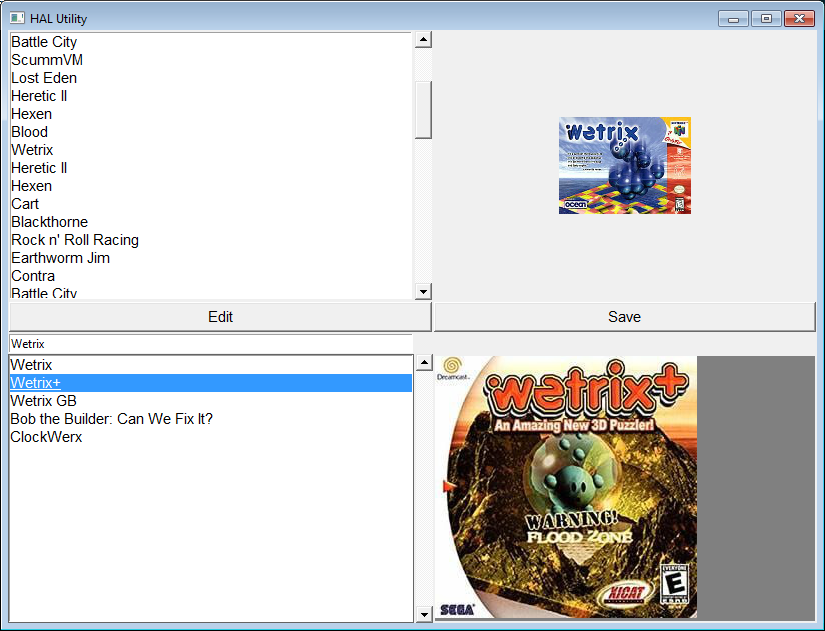 HAL Utility
Battle City
ScummVM
Lost Eden
Heretic II
Hexen
Blood
Wetrix
Heretic II
Hexen
Cart
Blackthorne
Rock n' Roll Racing
Earthworm Jim
Contra
Battle City
Wetrix
ocean
Edit
Save
Wetrix
Wetrix
Wetrix+
Wetrix GB
Bob the Builder: Can We Fix It?
ClockWerx
Dreamcast
Wetrix+
An Amazing New 3D Puzzler!
WARNING!
FLOOD ZONE
XICAT
EVERYONE
E
SEGA